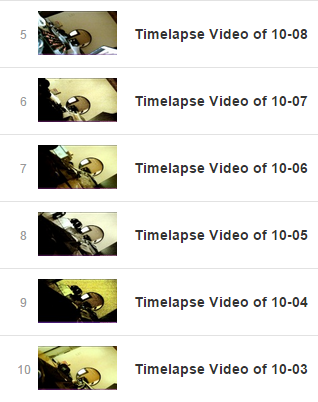 5 Timelapse Video of 10-08
6 Timelapse Video of 10-07
7 Timelapse Video of 10-06
8 Timelapse Video of 10-05
9 Timelapse Video of 10-04
10 Timelapse Video of 10-03